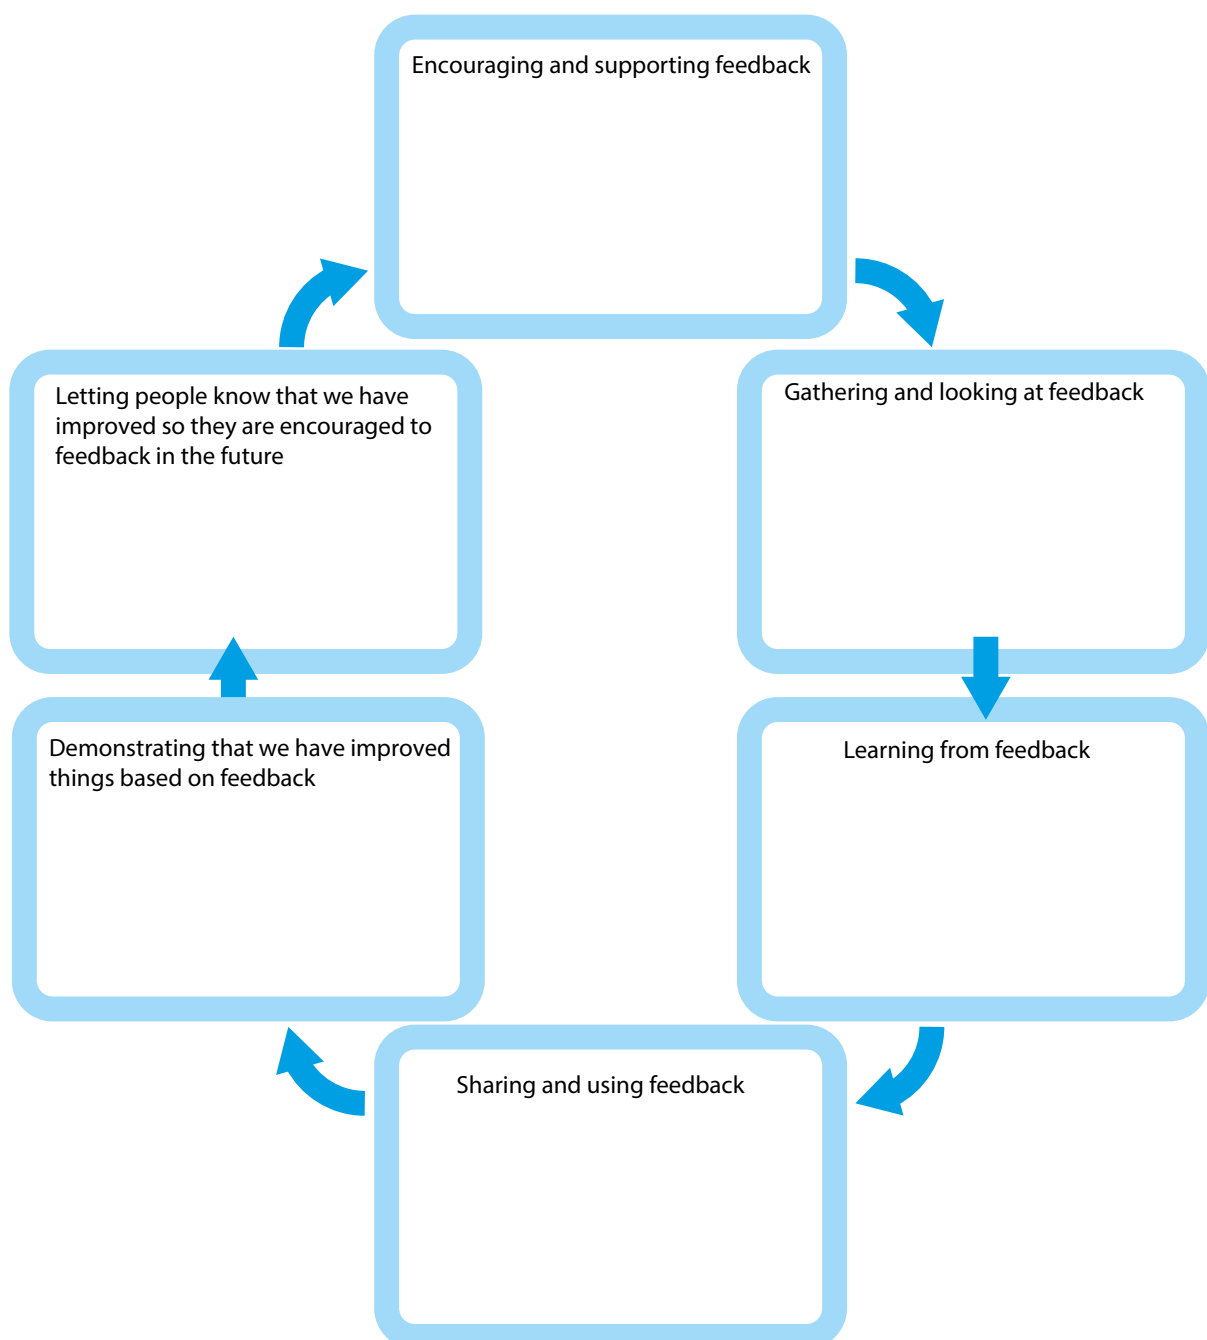 Encouraging and supporting feedback
Gathering and looking at feedback
Learning from feedback
Sharing and using feedback
Demonstrating that we have improved
things based on feedback
Letting people know that we have
improved so they are encouraged to
feedback in the future